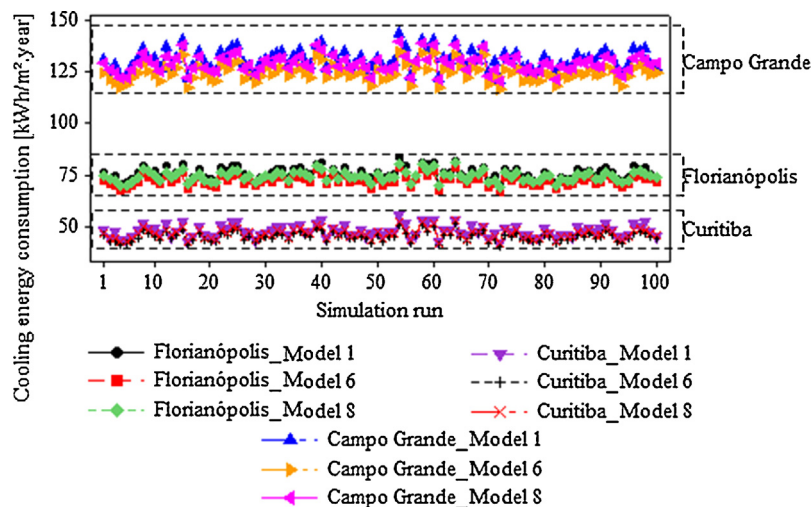 Cooling energy consumption [kWh/m².year]
150
125
100
75
50
Campo Grande
Florianópolis
Curitiba
1 10 20 30 40 50 60 70 80 90 100
Simulation run
Florianópolis_Model 1
Florianópolis_Model 6
Florianópolis_Model 8
Curitiba_Model 1
Curitiba_Model 6
Curitiba_Model 8
Campo Grande_Model 1
Campo Grande_Model 6
Campo Grande_Model 8